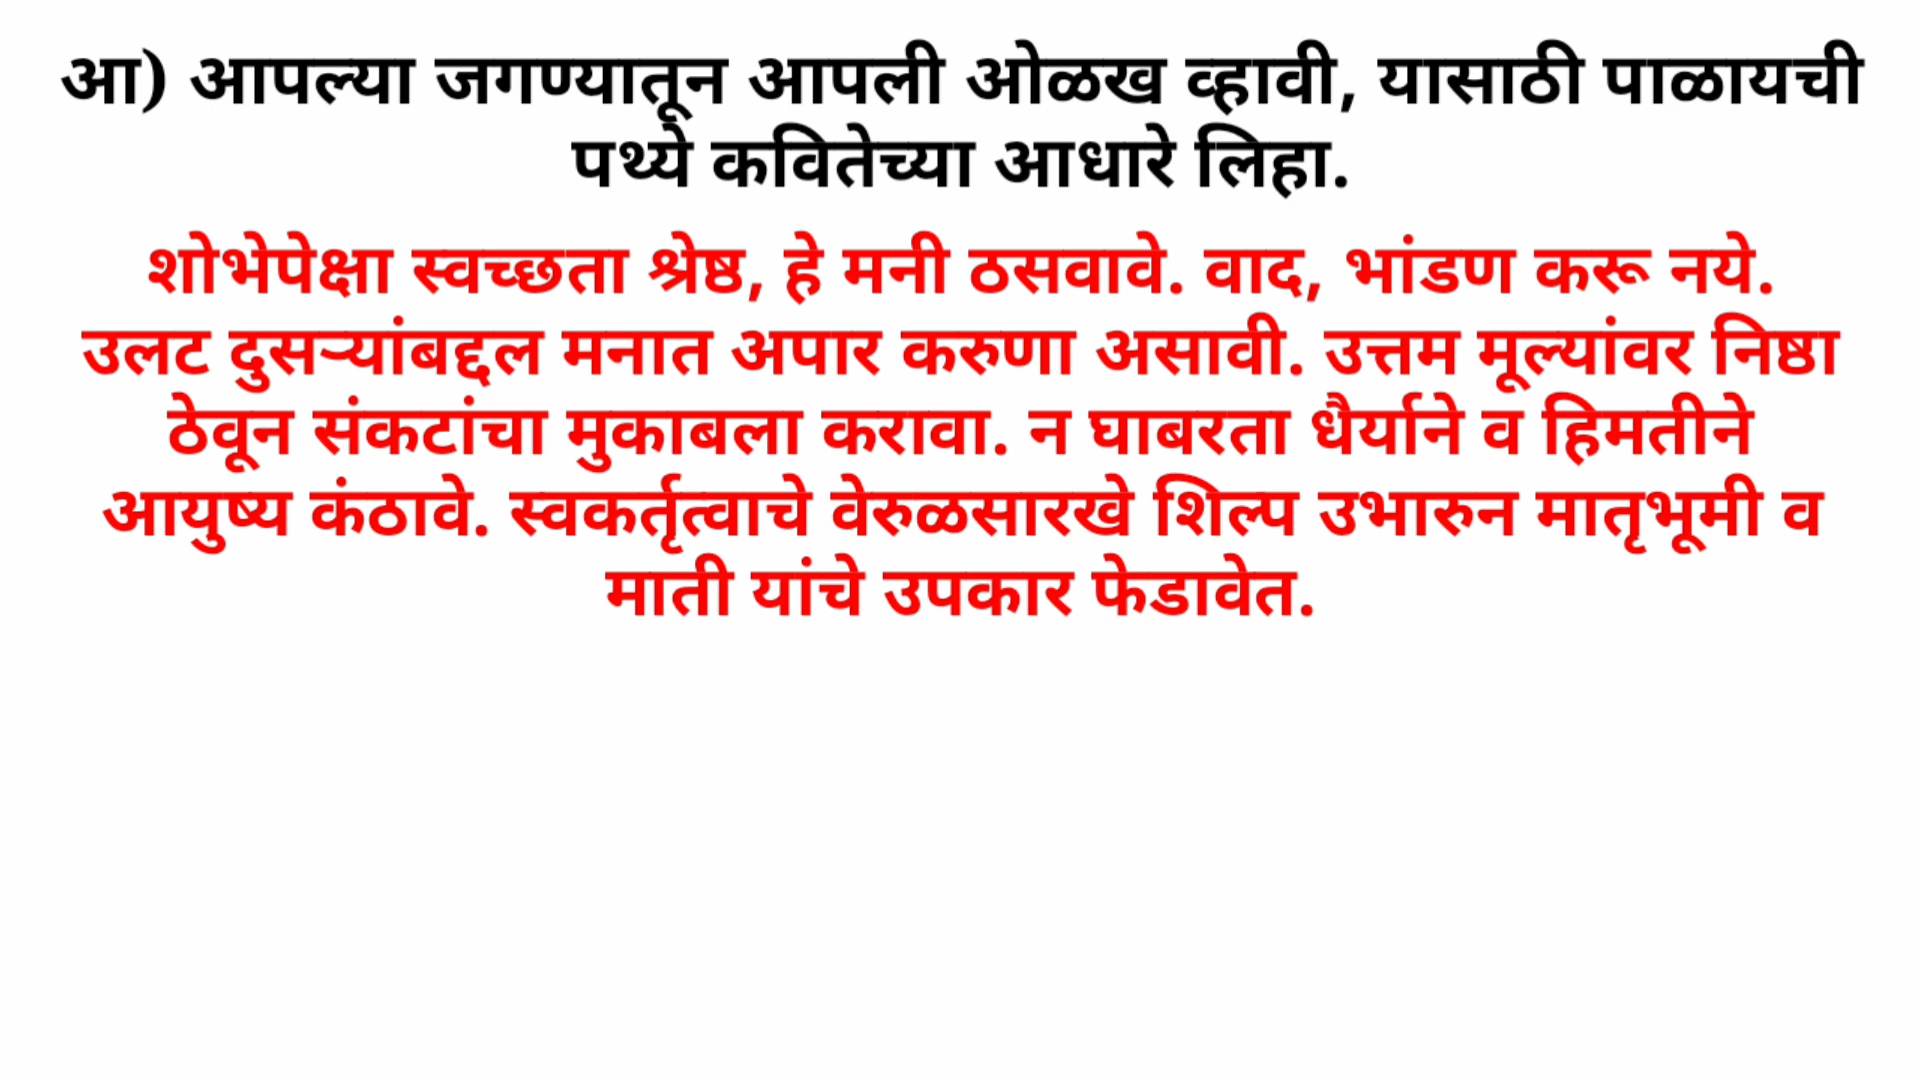 आ) आपल्या जगण्यातून आपली ओळख व्हावी, यासाठी पाळायची
पथ्ये कवितेच्या आधारे लिहा.
शोभेपेक्षा स्वच्छता श्रेष्ठ, हे मनी ठसवावे. वाद, भांडण करू नये.
उलट दुसऱ्यांबद्दल मनात अपार करुणा असावी. उत्तम मूल्यांवर निष्ठा
ठेवून संकटांचा मुकाबला करावा. न घाबरता धैर्याने व हिमतीने
आयुष्य कंठावे. स्वकर्तृत्वाचे वेरुळसारखे शिल्प उभारुन मातृभूमी व
माती यांचे उपकार फेडावेत.